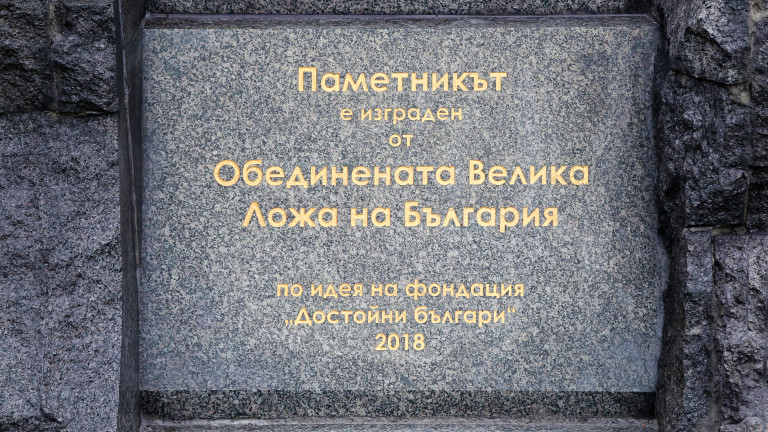 Паметникът
е изграден
от
Обединената Велика
Ложа на България
по идея на фондация
„Достойни българи“
2018